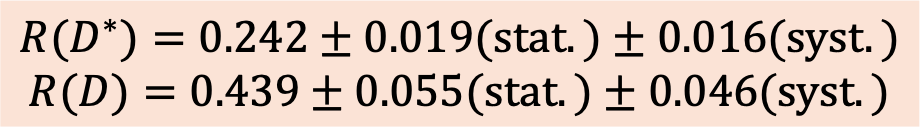 R(D*) = 0.242 ± 0.019(stat. ) ± 0.016(syst. )
R(D) = 0.439 ± 0.055(stat. ) ± 0.046(syst. )